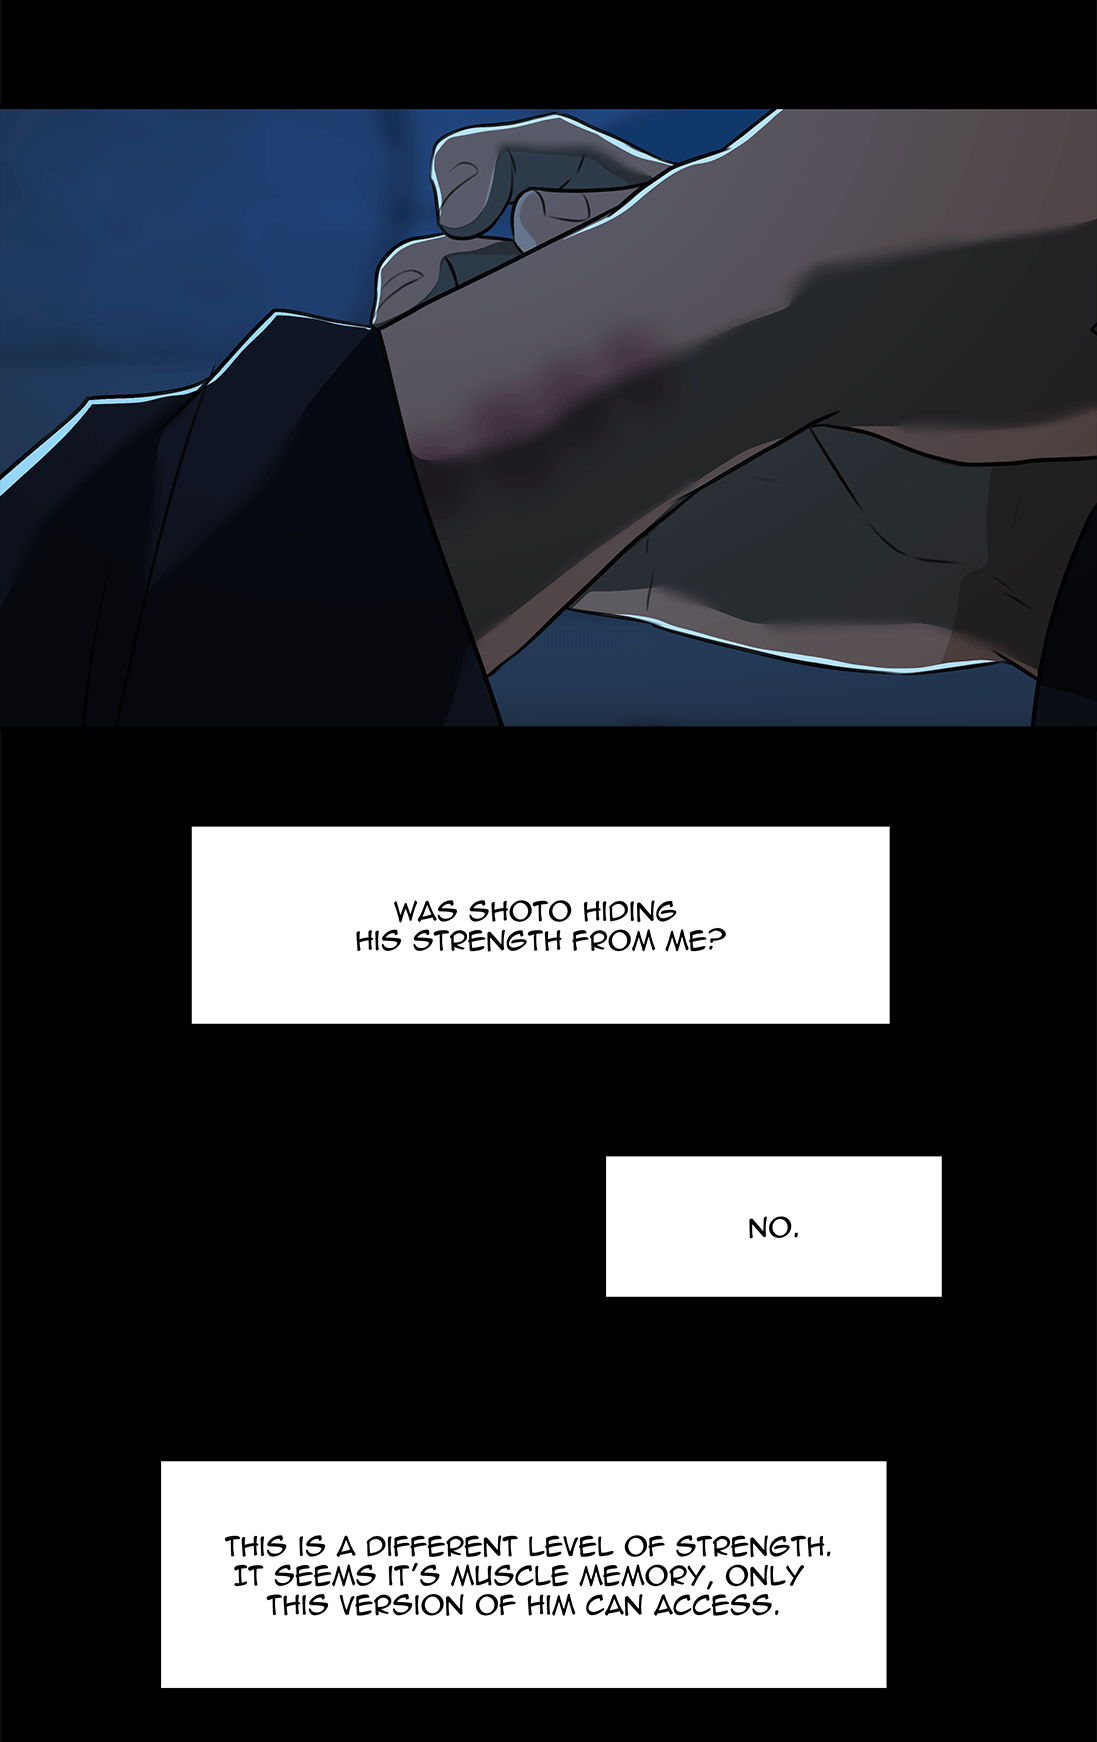 WAS SHOTO HIDING
HIS STRENGTH FROM ME?
NO.
THIS IS A DIFFERENT LEVEL OF STRENGTH.
IT SEEMS IT'S MUSCLE MEMORY, ONLY
THIS VERSION OF HIM CAN ACCESS.